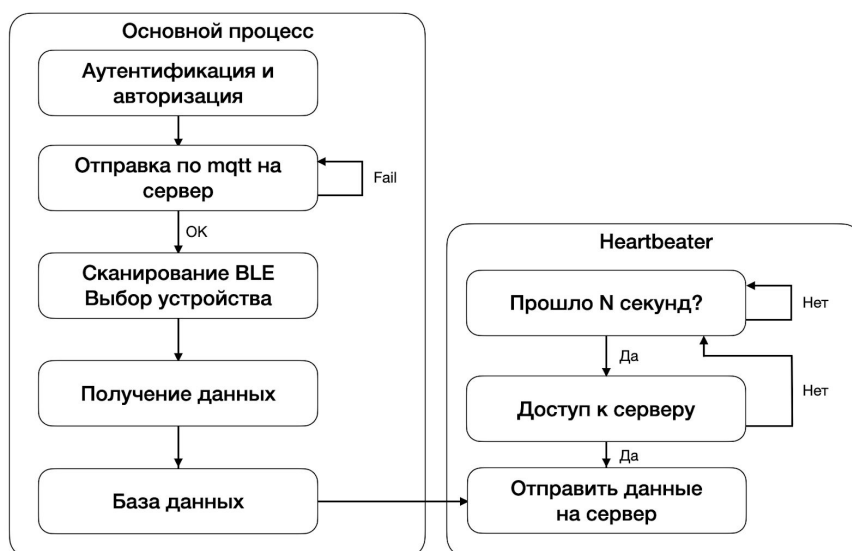 Основной процесс
Аутентификация и
авторизация
Отправка по mqtt на
сервер
Fail
OK
Сканирование BLE
Выбор устройства
Получение данных
База данных
Heartbeater
Прошло N секунд?
Нет
Да
Доступ к серверу
Нет
Да
Отправить данные
на сервер